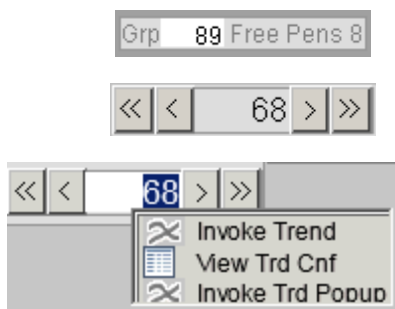 Grp 89 Free Pens 8
<< < 68 > >>
<< < 68 > >>
Invoke Trend
View Trd Cnf
Invoke Trd Popup